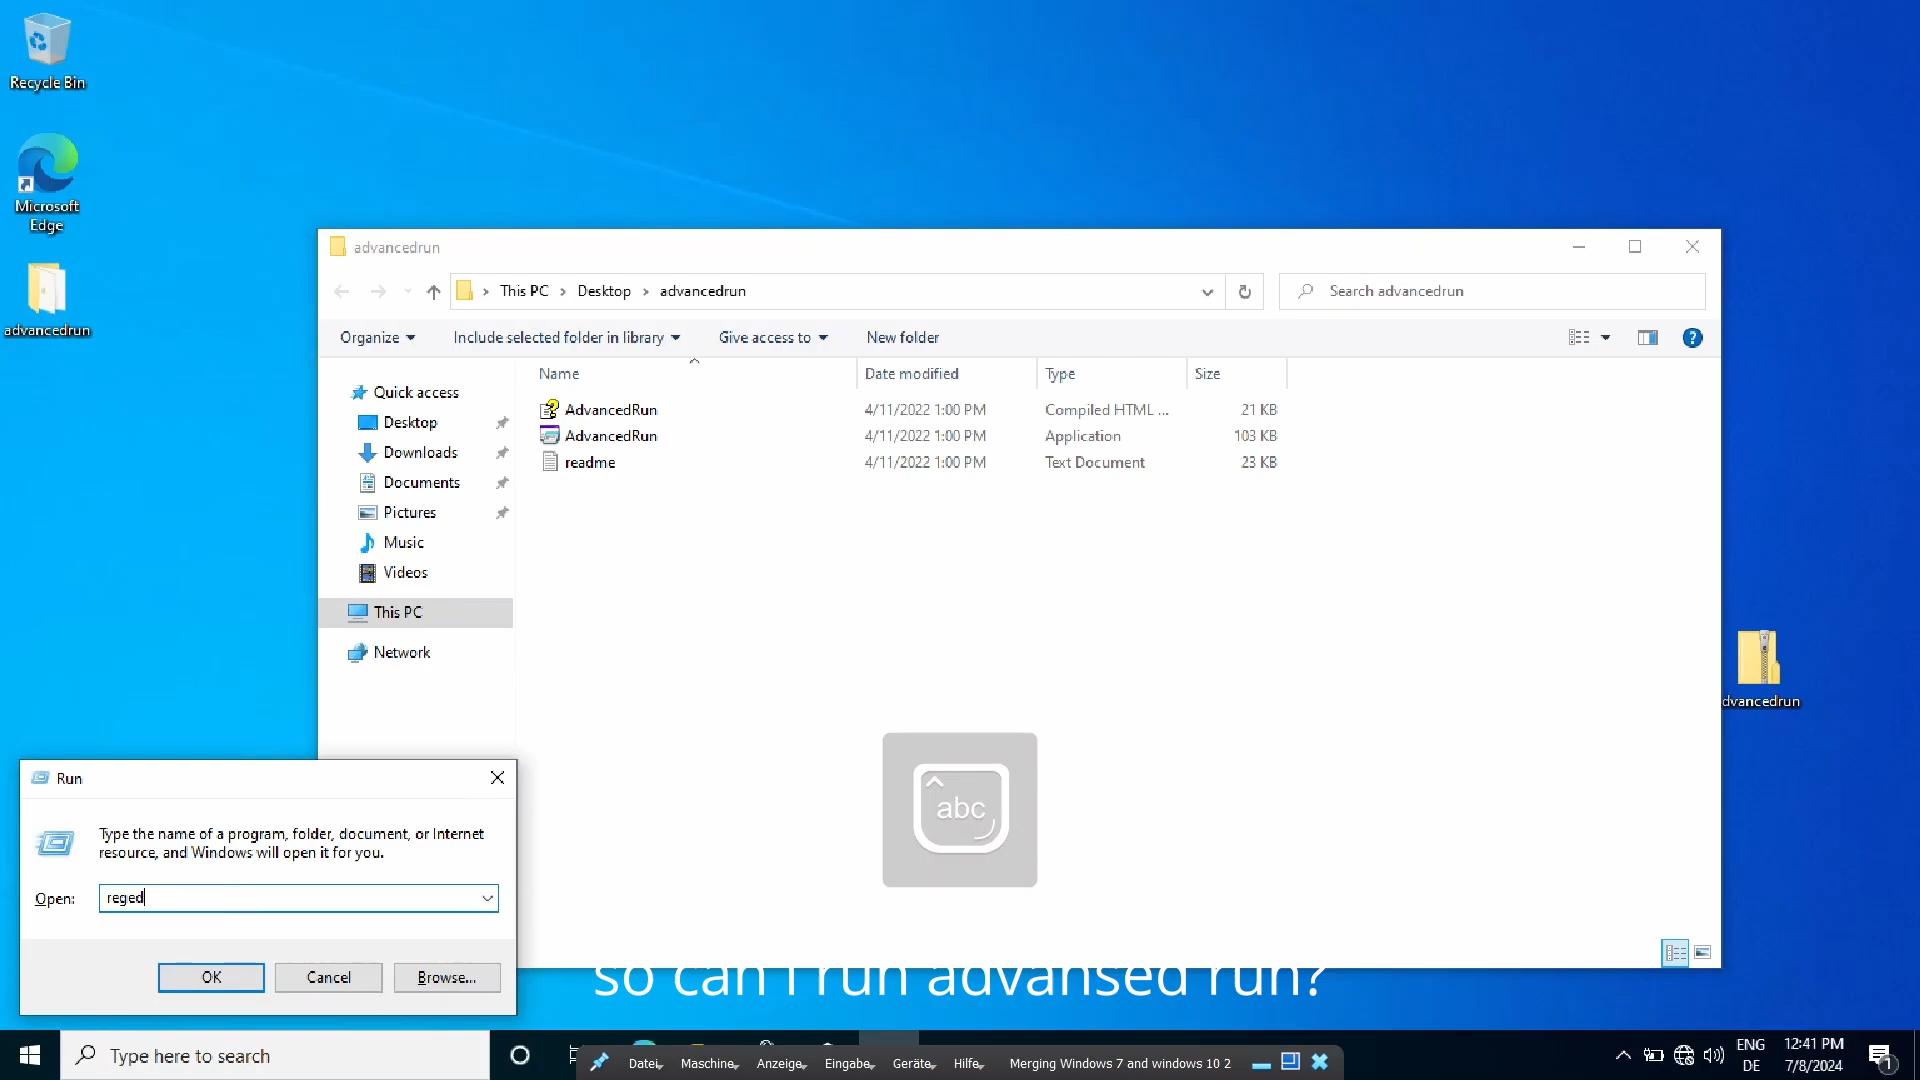 Recycle Bin
Microsoft
Edge
advancedrun
advancedrun
This PC
Desktop
advancedrun
Search advancedrun
Organize
Include selected folder in library
Give access to
New folder
Name
Date modified
Type
Size
Quick access
Desktop
Downloads
Documents
Pictures
Music
Videos
This PC
Network
AdvancedRun
4/11/2022 1:00 PM
Compiled HTML ...
21 KB
AdvancedRun
4/11/2022 1:00 PM
Application
103 KB
readme
4/11/2022 1:00 PM
Text Document
23 KB
dvancedrun
abc
Run
Type the name of a program, folder, document, or Internet
resource, and Windows will open it for you.
Open:
reged
OK
Cancel
Browse...
so can I run advansed run?
Type here to search
Datei
Maschine
Anzeige
Eingabe
Geräte
Hilfe
Merging Windows 7 and windows 10 2
ENG
DE
12:41 PM
7/8/2024
1